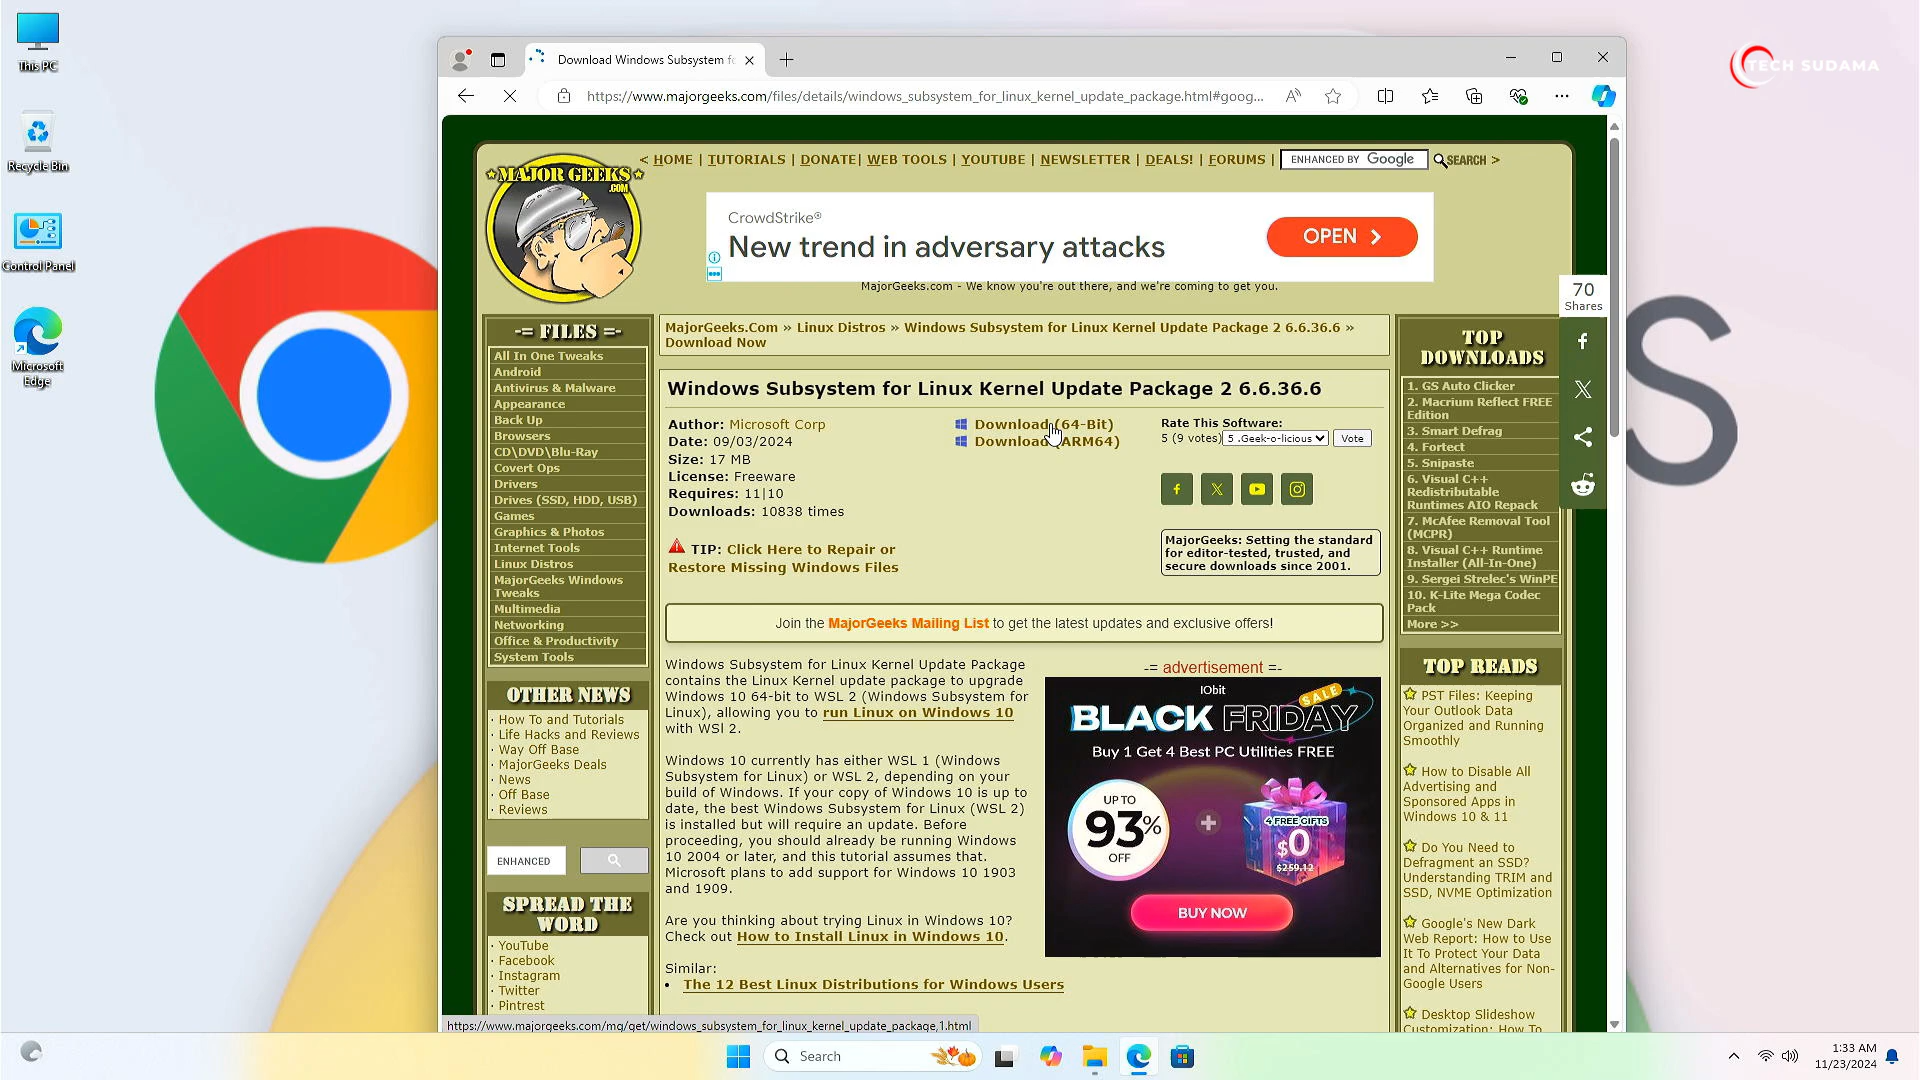 This PC
Recycle Bin
Control Panel
Microsoft
Edge
TECH SUDAMA
Download Windows Subsystem fo
https://www.majorgeeks.com/files/details/windows_subsystem_for_linux_kernel_update_package.html#goog...
MAJOR GEEKS
.COM
< HOME | TUTORIALS | DONATE| WEB TOOLS | YOUTUBE | NEWSLETTER | DEALS! | FORUMS |
ENHANCED BY Google
SEARCH >
CrowdStrike®
New trend in adversary attacks
OPEN
MajorGeeks.com - We know you're out there, and we're coming to get you.
70
Shares
-= FILES =-
All In One Tweaks
Android
Antivirus & Malware
Appearance
Back Up
Browsers
CD\DVD\Blu-Ray
Covert Ops
Drivers
Drives (SSD, HDD, USB)
Games
Graphics & Photos
Internet Tools
Linux Distros
MajorGeeks Windows
Tweaks
Multimedia
Networking
Office & Productivity
System Tools
OTHER NEWS
· How To and Tutorials
· Life Hacks and Reviews
· Way Off Base
· MajorGeeks Deals
· News
· Off Base
· Reviews
ENHANCED
SPREAD THE
WORD
· YouTube
· Facebook
· Instagram
· Twitter
· Pintrest
MajorGeeks.Com » Linux Distros » Windows Subsystem for Linux Kernel Update Package 2 6.6.36.6 »
Download Now
Windows Subsystem for Linux Kernel Update Package 2 6.6.36.6
Author: Microsoft Corp
Date: 09/03/2024
Size: 17 MB
License: Freeware
Requires: 11|10
Downloads: 10838 times
Download (64-Bit)
Download (ARM64)
Rate This Software:
5 (9 votes) 5 .Geek-o-licious Vote
TIP: Click Here to Repair or
Restore Missing Windows Files
MajorGeeks: Setting the standard
for editor-tested, trusted, and
secure downloads since 2001.
Join the MajorGeeks Mailing List to get the latest updates and exclusive offers!
Windows Subsystem for Linux Kernel Update Package
contains the Linux Kernel update package to upgrade
Windows 10 64-bit to WSL 2 (Windows Subsystem for
Linux), allowing you to run Linux on Windows 10
with WSl 2.
Windows 10 currently has either WSL 1 (Windows
Subsystem for Linux) or WSL 2, depending on your
build of Windows. If your copy of Windows 10 is up to
date, the best Windows Subsystem for Linux (WSL 2)
is installed but will require an update. Before
proceeding, you should already be running Windows
10 2004 or later, and this tutorial assumes that.
Microsoft plans to add support for Windows 10 1903
and 1909.
Are you thinking about trying Linux in Windows 10?
Check out How to Install Linux in Windows 10.
Similar:
• The 12 Best Linux Distributions for Windows Users
-= advertisement =-
IObit
SALE
BLACK FRIDAY
Buy 1 Get 4 Best PC Utilities FREE
UP TO
93%
OFF
+
4 FREE GIFTS
$0
$259.12
BUY NOW
TOP
DOWNLOADS
1. GS Auto Clicker
2. Macrium Reflect FREE
Edition
3. Smart Defrag
4. Fortect
5. Snipaste
6. Visual C++
Redistributable
Runtimes AIO Repack
7. McAfee Removal Tool
(MCPR)
8. Visual C++ Runtime
Installer (All-In-One)
9. Sergei Strelec's WinPE
10. K-Lite Mega Codec
Pack
More >>
TOP READS
PST Files: Keeping
Your Outlook Data
Organized and Running
Smoothly
How to Disable All
Advertising and
Sponsored Apps in
Windows 10 & 11
Do You Need to
Defragment an SSD?
Understanding TRIM and
SSD, NVME Optimization
Google's New Dark
Web Report: How to Use
It To Protect Your Data
and Alternatives for Non-
Google Users
Desktop Slideshow
Customization: How To
S
https://www.majorgeeks.com/mg/get/windows_subsystem_for_linux_kernel_update_package,1.html
Search
1:33 AM
11/23/2024